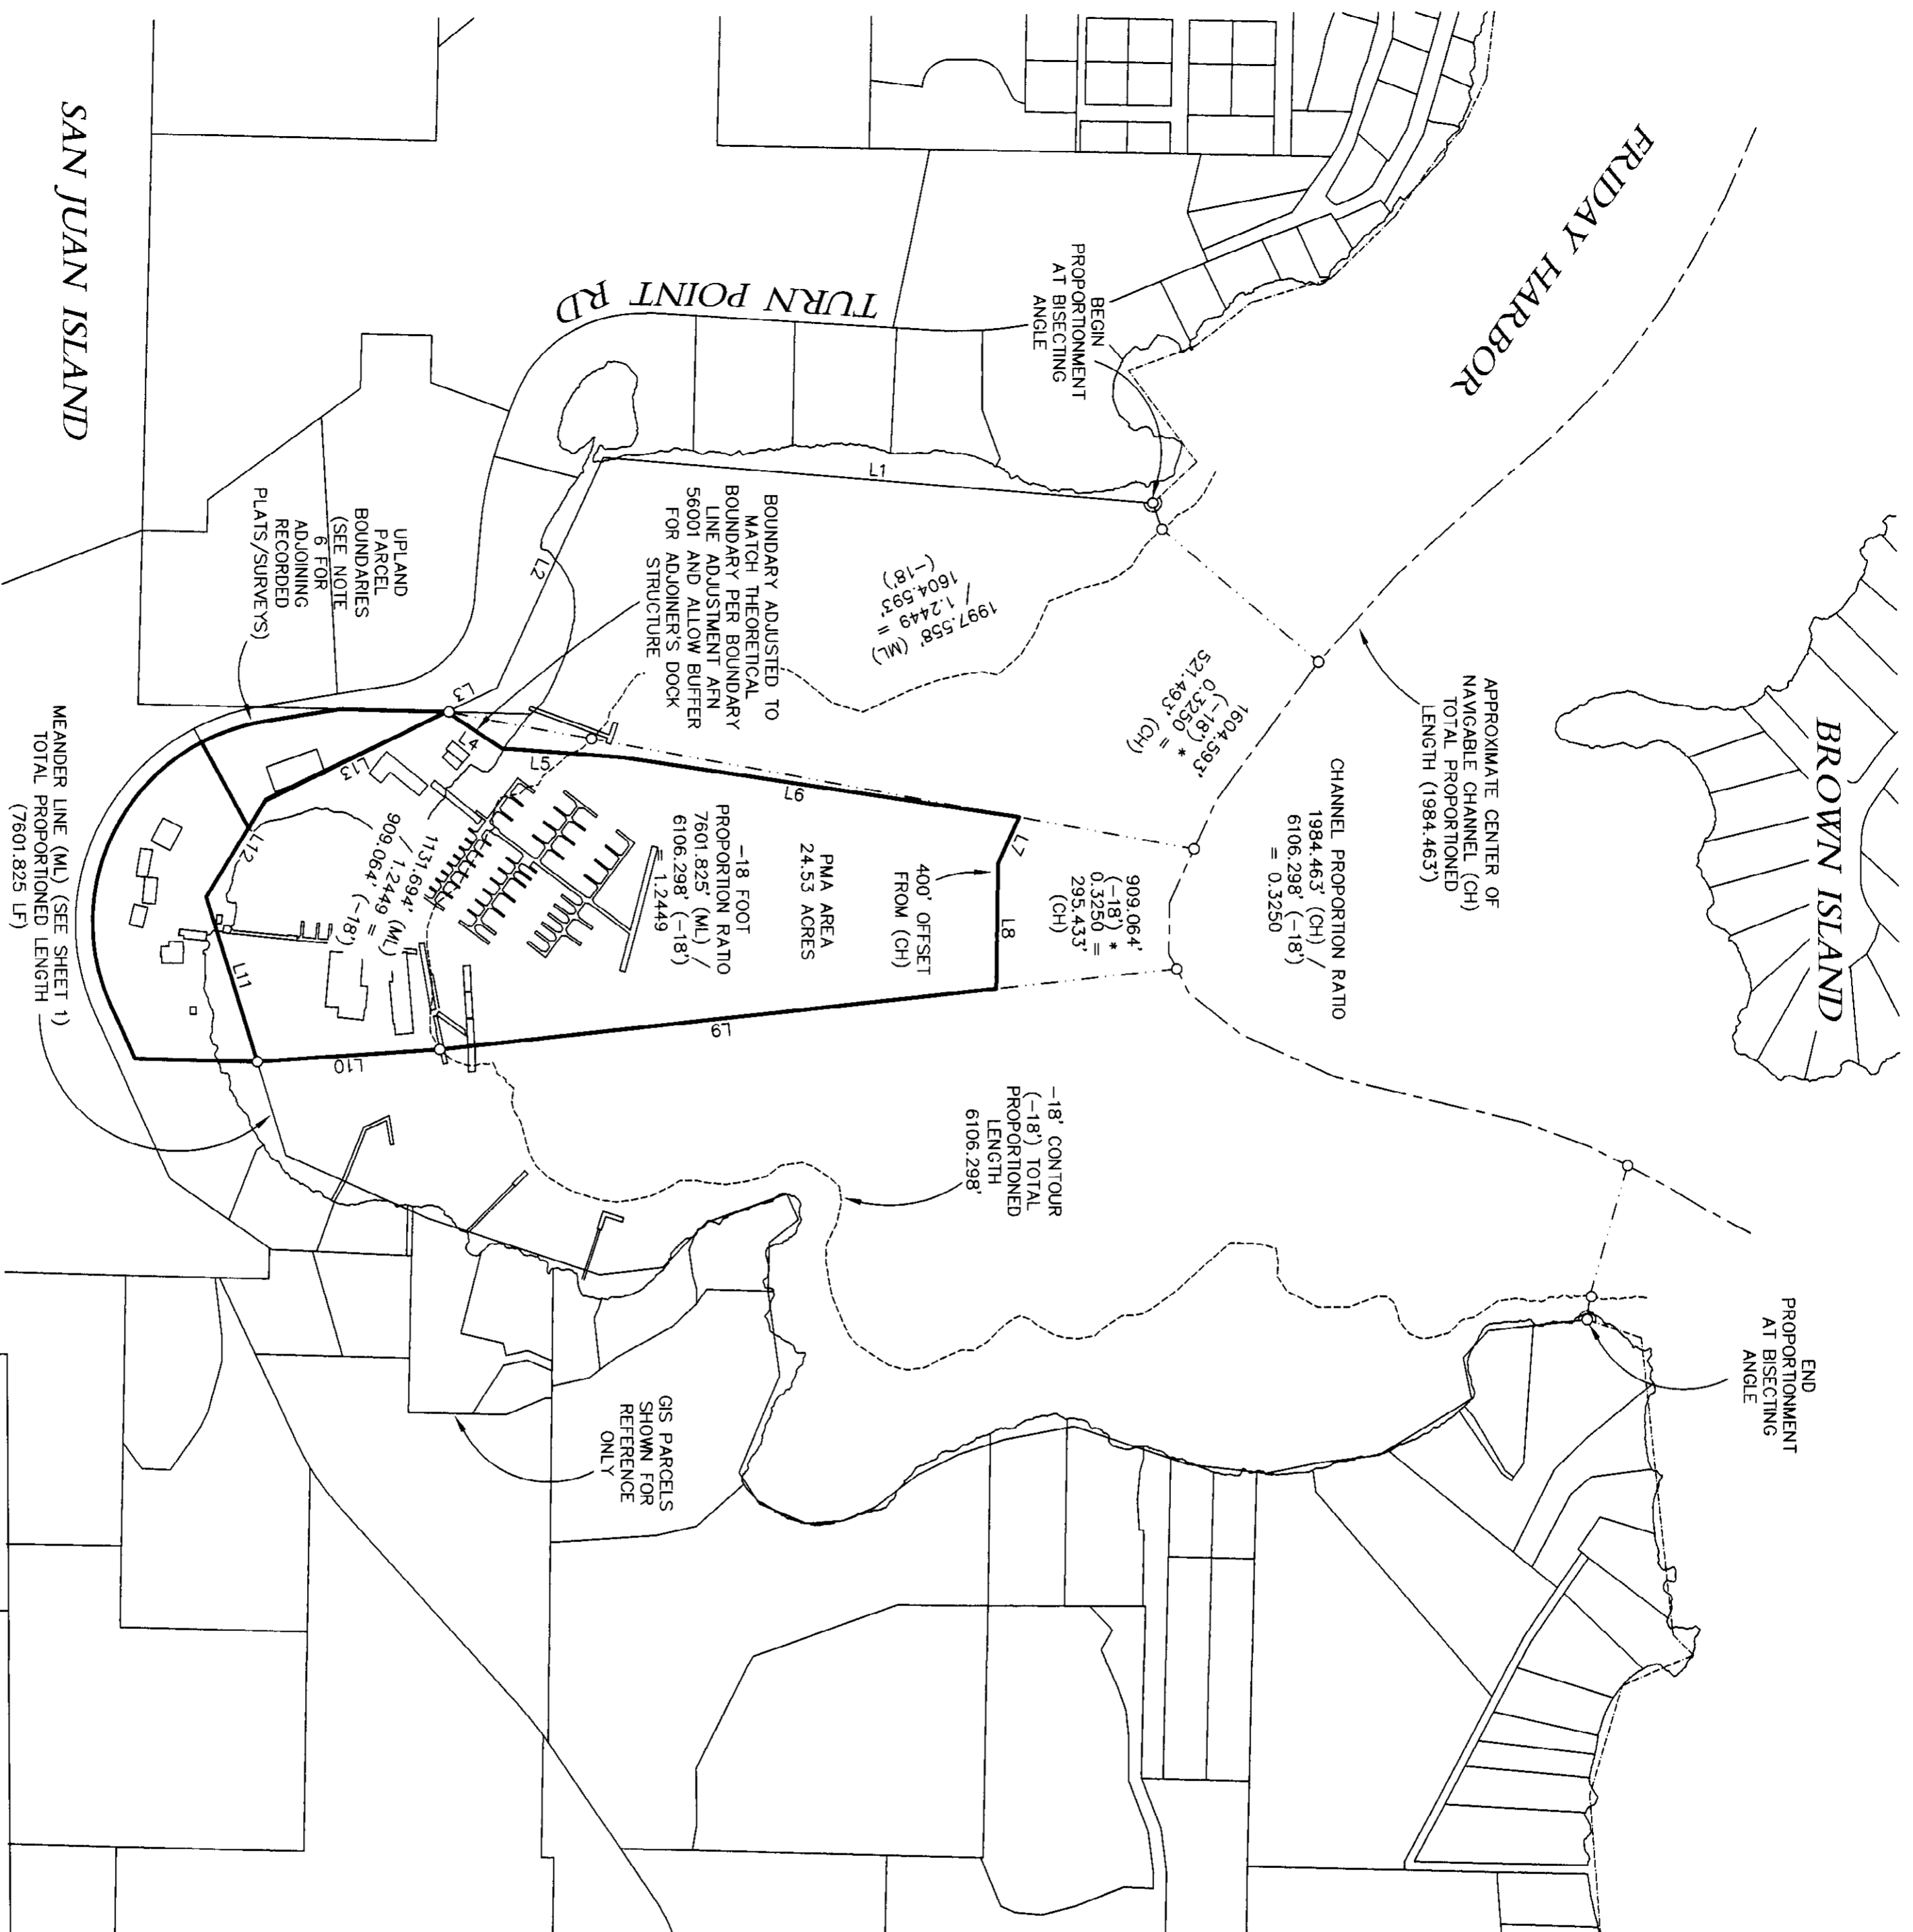 FRIDAY HARBOR
BROWN ISLAND
SAN JUAN ISLAND
TURN POINT RD
BEGIN
PROPORTIONMENT
AT BISECTING
ANGLE
APPROXIMATE CENTER OF
NAVIGABLE CHANNEL (CH)
TOTAL PROPORTIONED
LENGTH (1984.463')
CHANNEL PROPORTION RATIO
1984.463' (CH) /
6106.298' (-18')
= 0.3250
1604.593'
(-18') *
0.3250 =
521.493'
(CH)
1997.558' (ML)
/ 1.2449 =
1604.593'
(-18')
BOUNDARY ADJUSTED TO
MATCH THEORETICAL
BOUNDARY PER BOUNDARY
LINE ADJUSTMENT AFN
56001 AND ALLOW BUFFER
FOR ADJOINER'S DOCK
STRUCTURE
UPLAND
PARCEL
BOUNDARIES
(SEE NOTE
6 FOR
ADJOINING
RECORDED
PLATS/SURVEYS)
909.064'
(-18') *
0.3250 =
295.433'
(CH)
400' OFFSET
FROM (CH)
PMA AREA
24.53 ACRES
-18 FOOT
PROPORTION RATIO
7601.825' (ML) /
6106.298' (-18')
= 1.2449
1131.694' (ML)
/ 1.2449 =
909.064' (-18')
MEANDER LINE (ML) (SEE SHEET 1)
TOTAL PROPORTIONED LENGTH
(7601.825 LF)
-18' CONTOUR
(-18') TOTAL
PROPORTIONED
LENGTH
6106.298'
END
PROPORTIONMENT
AT BISECTING
ANGLE
GIS PARCELS
SHOWN FOR
REFERENCE
ONLY
L1
L2
L3
L4
L5
L6
L7
L8
L9
L10
L11
L12
L13